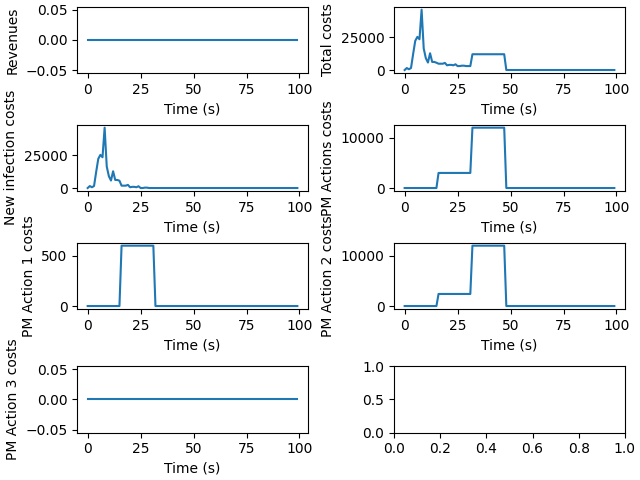 Revenues
0.05
0.00
−0.05
0 25 50 75 100
Time (s)
Total costs
25000
0
0 25 50 75 100
Time (s)
New infection costs
25000
0
0 25 50 75 100
Time (s)
PM Actions costs
10000
0
0 25 50 75 100
Time (s)
PM Action 1 costs
500
0
0 25 50 75 100
Time (s)
PM Action 2 costs
10000
0
0 25 50 75 100
Time (s)
PM Action 3 costs
0.05
0.00
−0.05
0 25 50 75 100
Time (s)
1.0
0.5
0.0
0.0 0.2 0.4 0.6 0.8 1.0